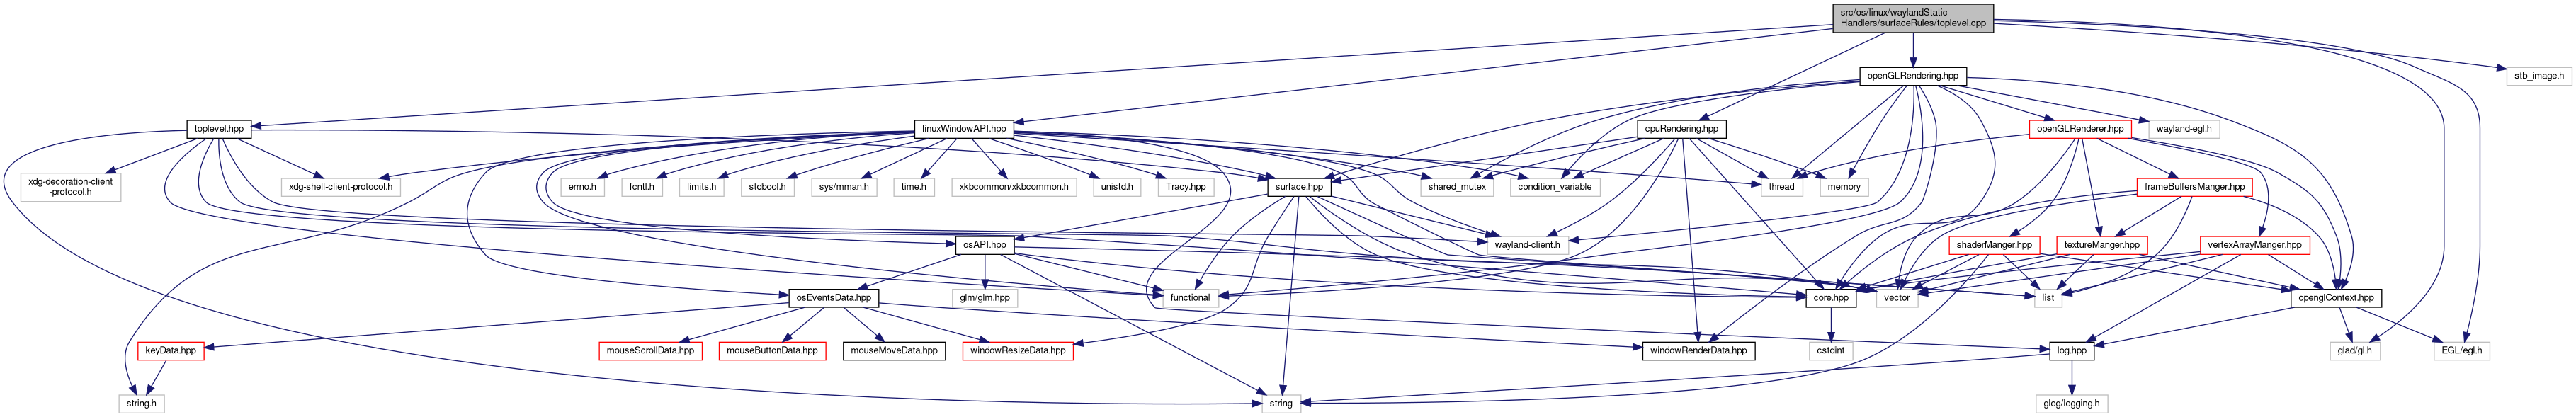 src/os/linux/waylandStatic
Handlers/surfaceRules/toplevel.cpp
openGLRendering.hpp
stb_image.h
toplevel.hpp
linuxWindowAPI.hpp
cpuRendering.hpp
openGLRenderer.hpp
wayland-egl.h
xdg-decoration-client
-protocol.h
xdg-shell-client-protocol.h
errno.h
fcntl.h
limits.h
stdbool.h
sys/mman.h
time.h
xkbcommon/xkbcommon.h
unistd.h
Tracy.hpp
surface.hpp
shared_mutex
condition_variable
thread
memory
frameBuffersManger.hpp
osAPI.hpp
wayland-client.h
shaderManger.hpp
textureManger.hpp
vertexArrayManger.hpp
osEventsData.hpp
glm/glm.hpp
functional
core.hpp
vector
list
openglContext.hpp
keyData.hpp
mouseScrollData.hpp
mouseButtonData.hpp
mouseMoveData.hpp
windowResizeData.hpp
windowRenderData.hpp
cstdint
log.hpp
glad/gl.h
EGL/egl.h
string.h
string
glog/logging.h